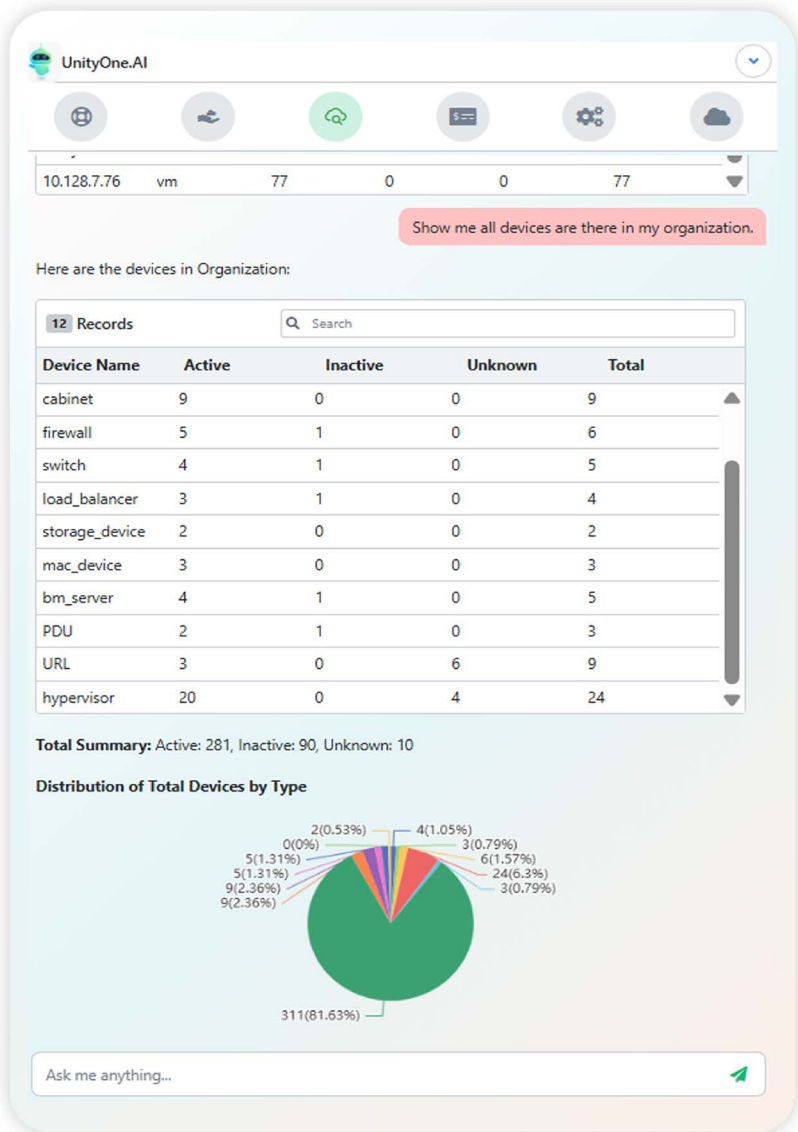 UnityOne.AI
10.128.7.76 vm 77 0 0 77
Show me all devices are there in my organization.
Here are the devices in Organization:
12 Records Search
Device Name Active Inactive Unknown Total
cabinet 9 0 0 9
firewall 5 1 0 6
switch 4 1 0 5
load_balancer 3 1 0 4
storage_device 2 0 0 2
mac_device 3 0 0 3
bm_server 4 1 0 5
PDU 2 1 0 3
URL 3 0 6 9
hypervisor 20 0 4 24
Total Summary: Active: 281, Inactive: 90, Unknown: 10
Distribution of Total Devices by Type
2(0.53%) 4(1.05%)
0(0%) 3(0.79%)
5(1.31%) 6(1.57%)
5(1.31%) 24(6.3%)
9(2.36%) 3(0.79%)
9(2.36%)
311(81.63%)
Ask me anything...